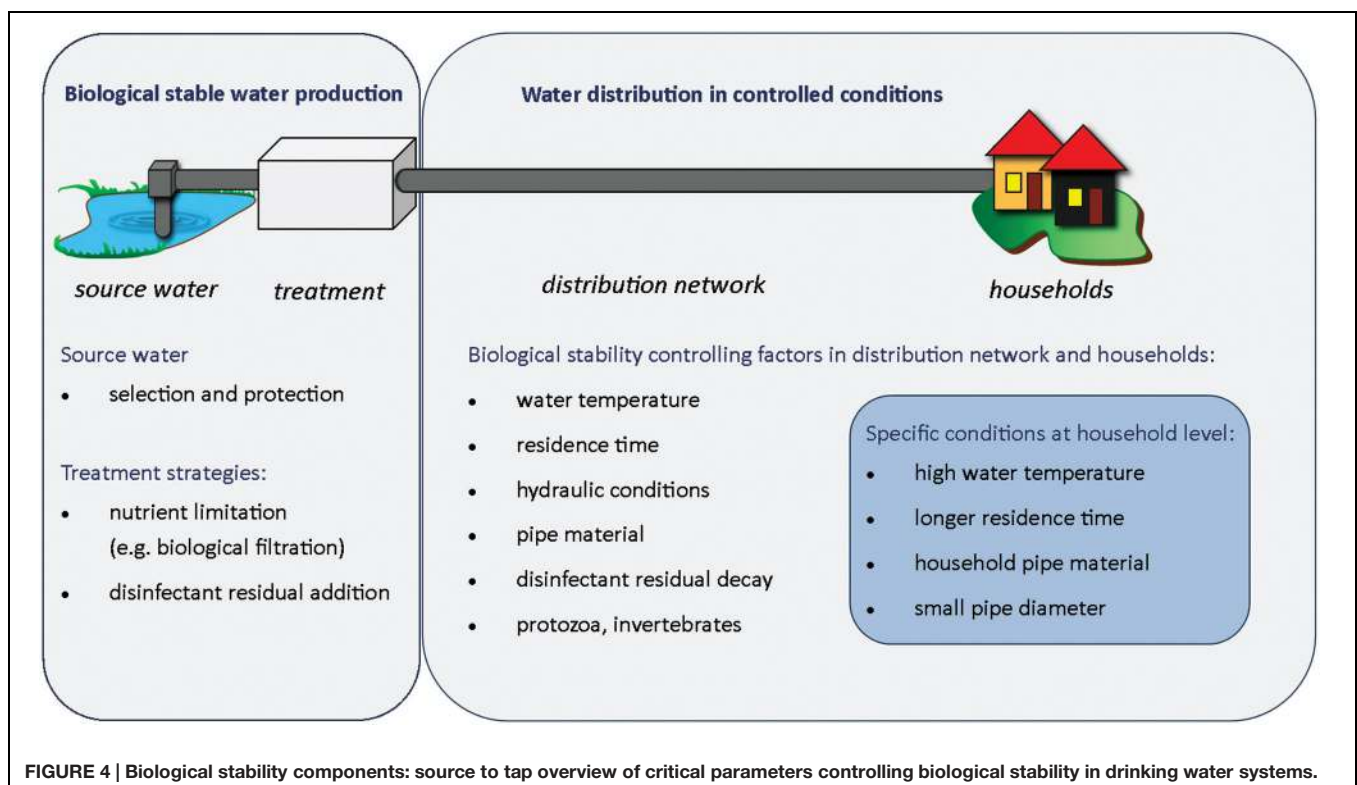 Biological stable water production
source water
treatment
Source water
• selection and protection
Treatment strategies:
• nutrient limitation
(e.g. biological filtration)
• disinfectant residual addition
Water distribution in controlled conditions
distribution network
households
Biological stability controlling factors in distribution network and households:
• water temperature
• residence time
• hydraulic conditions
• pipe material
• disinfectant residual decay
• protozoa, invertebrates
Specific conditions at household level:
• high water temperature
• longer residence time
• household pipe material
• small pipe diameter
FIGURE 4 | Biological stability components: source to tap overview of critical parameters controlling biological stability in drinking water systems.